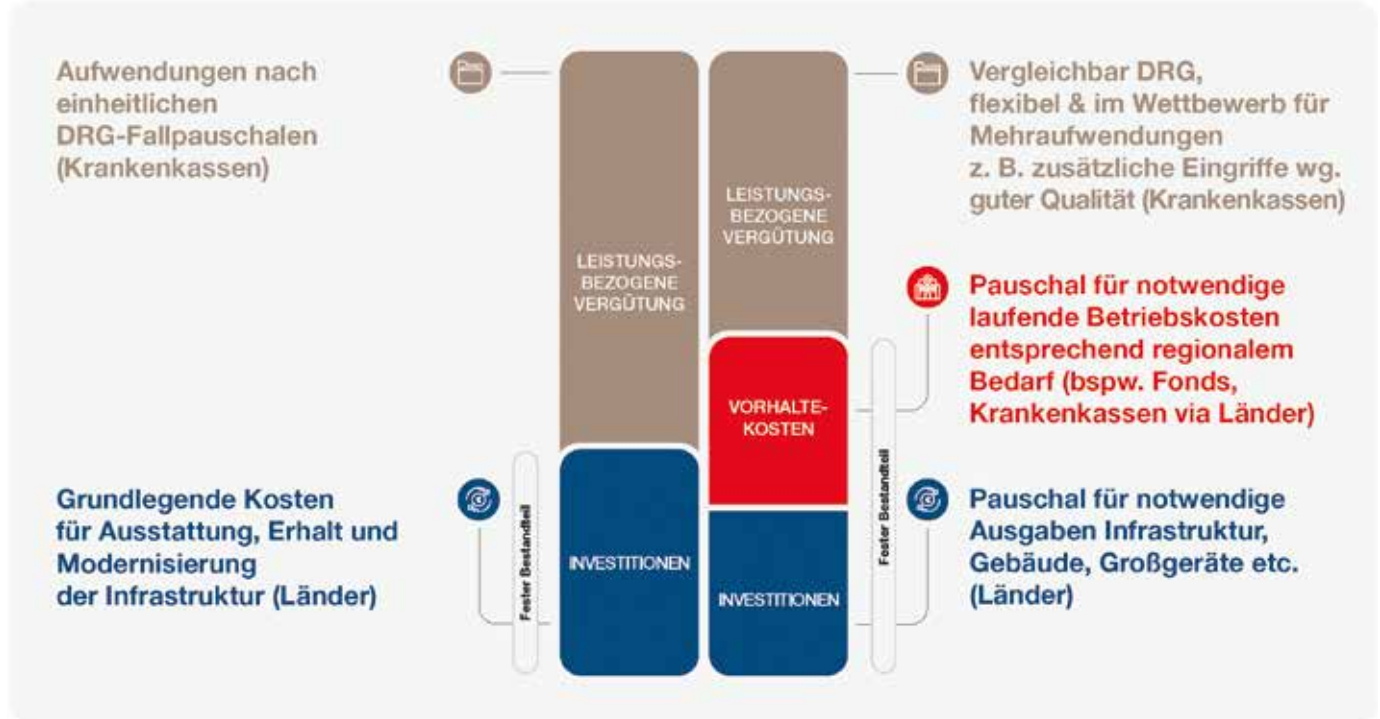 Aufwendungen nach
einheitlichen
DRG-Fallpauschalen
(Krankenkassen)
Grundlegende Kosten
für Ausstattung, Erhalt und
Modernisierung
der Infrastruktur (Länder)
Fester Bestandteil
LEISTUNGS-
BEZOGENE
VERGÜTUNG
INVESTITIONEN
LEISTUNGS-
BEZOGENE
VERGÜTUNG
VORHALTE-
KOSTEN
INVESTITIONEN
Fester Bestandteil
Vergleichbar DRG,
flexibel & im Wettbewerb für
Mehraufwendungen
z. B. zusätzliche Eingriffe wg.
guter Qualität (Krankenkassen)
Pauschal für notwendige
laufende Betriebskosten
entsprechend regionalem
Bedarf (bspw. Fonds,
Krankenkassen via Länder)
Pauschal für notwendige
Ausgaben Infrastruktur,
Gebäude, Großgeräte etc.
(Länder)